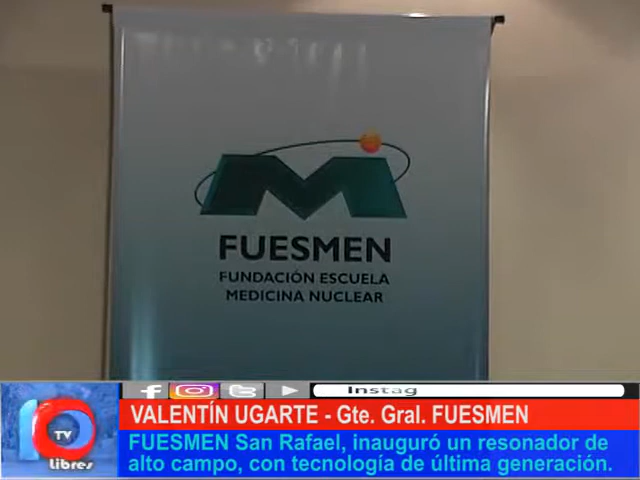 FUESMEN
FUNDACIÓN ESCUELA
MEDICINA NUCLEAR
Instag
VALENTÍN UGARTE - Gte. Gral. FUESMEN
FUESMEN San Rafael, inauguró un resonador de
alto campo, con tecnología de última generación.
TV
libres